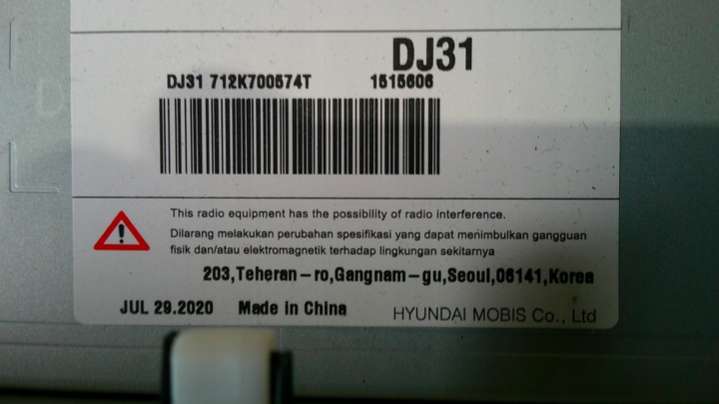 DJ31
DJ31 712K700574T 1515606
This radio equipment has the possibility of radio interference.
Dilarang melakukan perubahan spesifikasi yang dapat menimbulkan gangguan
fisik dan/atau elektromagnetik terhadap lingkungan sekitarnya
203,Teheran-ro,Gangnam-gu,Seoul,06141,Korea
JUL 29.2020 Made in China HYUNDAI MOBIS Co., Ltd